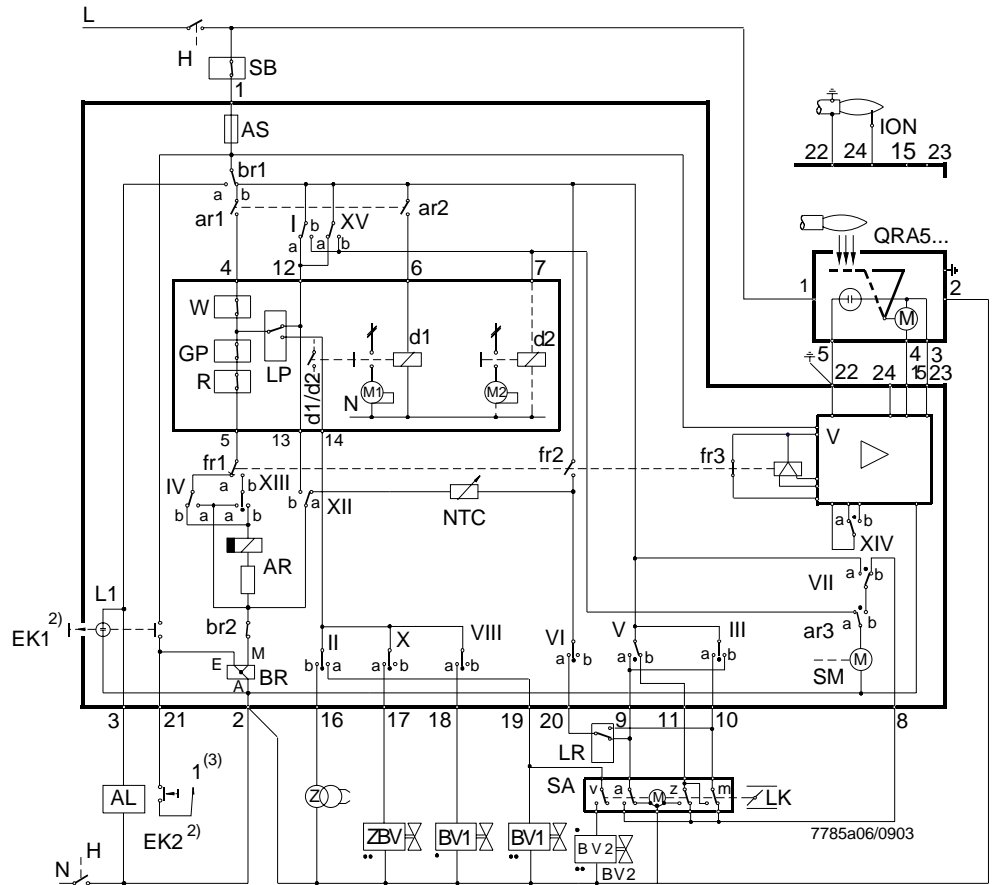 L
H
SB
1
AS
br1
a b
ar1
ar2
I
XV
a
b
a
b
4 12 6 7
W
GP
R
LP
d1/d2
d1
M1
N
d2
M2
5 13 14
ION
22 24 15 23
QRA5...
1
2
M
5 4 3
22 24 15 23
V
fr1
a b
fr2
fr3
IV
XIII
b a a b
b a
XII
NTC
a b
XIV
AR
VII
a b
L1
EK1 2)
br2
M
E
A
BR
II
X
VIII
VI
V
III
b a
a b
a b
a b
a b
a b
ar3
a b
M
SM
3 21 2 16 17 18 19 20 9 11 10 8
LR
AL
1(3)
EK2 2)
Z
SA
v a M z m
LK
ZBV
BV1
BV1
BV2
BV2
7785a06/0903
N
H